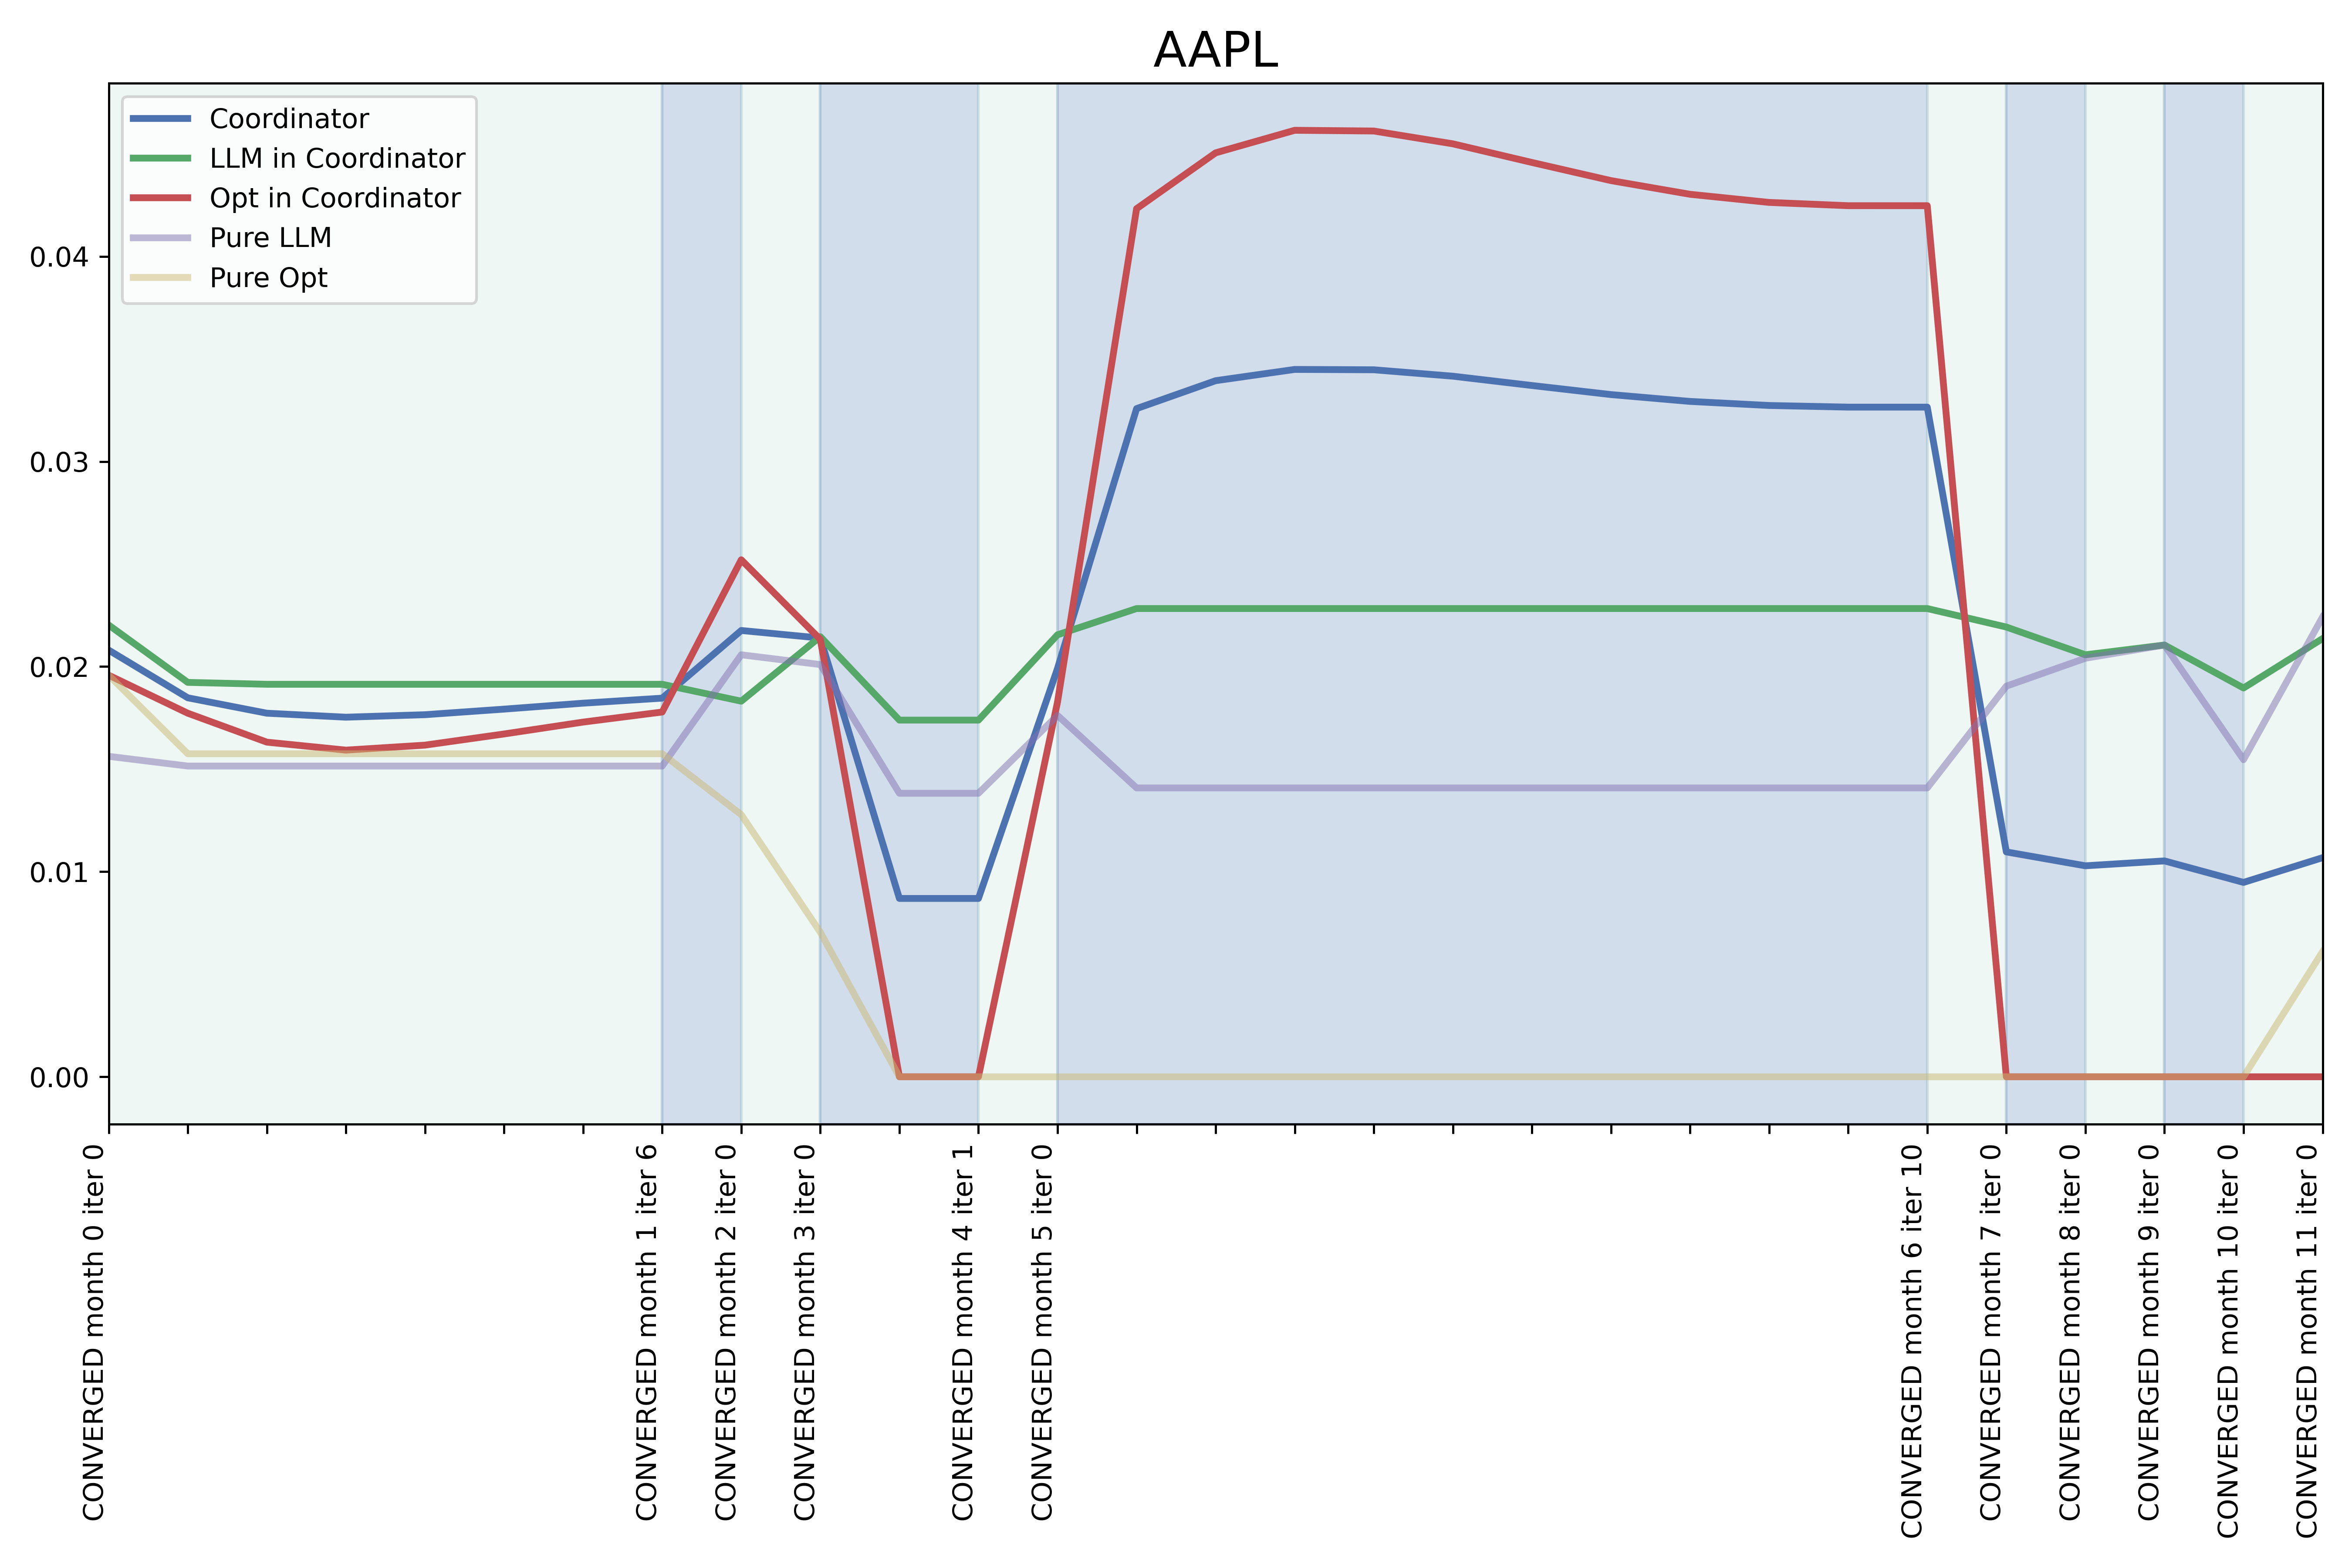 AAPL
Coordinator
LLM in Coordinator
Opt in Coordinator
Pure LLM
Pure Opt
0.04
0.03
0.02
0.01
0.00
CONVERGED month 0 iter 0
CONVERGED month 1 iter 6
CONVERGED month 2 iter 0
CONVERGED month 3 iter 0
CONVERGED month 4 iter 1
CONVERGED month 5 iter 0
CONVERGED month 6 iter 10
CONVERGED month 7 iter 0
CONVERGED month 8 iter 0
CONVERGED month 9 iter 0
CONVERGED month 10 iter 0
CONVERGED month 11 iter 0